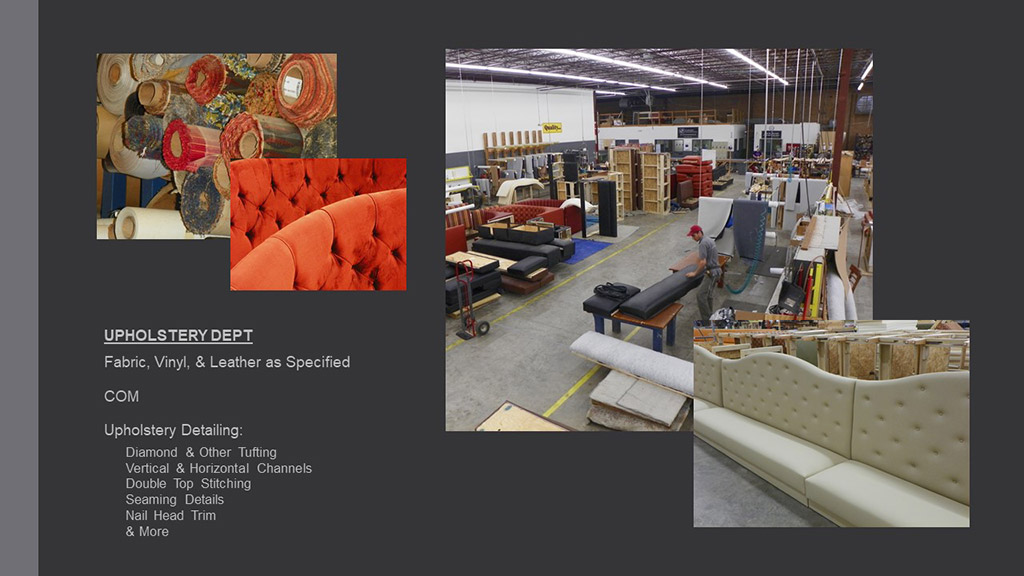 UPHOLSTERY DEPT
Fabric, Vinyl, & Leather as Specified
COM
Upholstery Detailing:
Diamond & Other Tufting
Vertical & Horizontal Channels
Double Top Stitching
Seaming Details
Nail Head Trim
& More
Quality